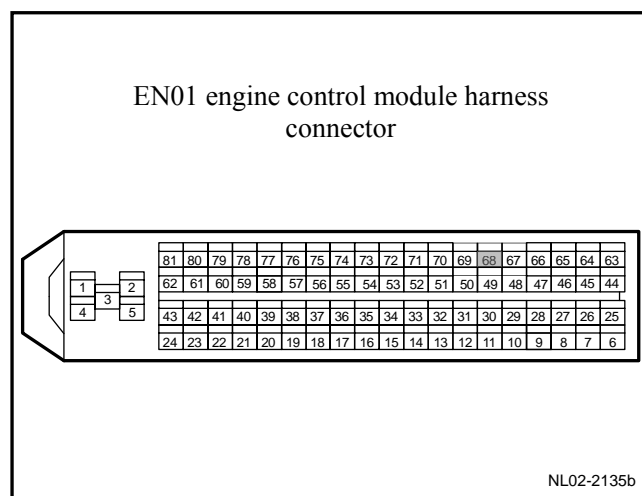 EN01 engine control module harness
connector
81 80 79 78 77 76 75 74 73 72 71 70 69 68 67 66 65 64 63
1 2 62 61 60 59 58 57 56 55 54 53 52 51 50 49 48 47 46 45 44
3
4 5 43 42 41 40 39 38 37 36 35 34 33 32 31 30 29 28 27 26 25
24 23 22 21 20 19 18 17 16 15 14 13 12 11 10 9 8 7 6
NL02-2135b